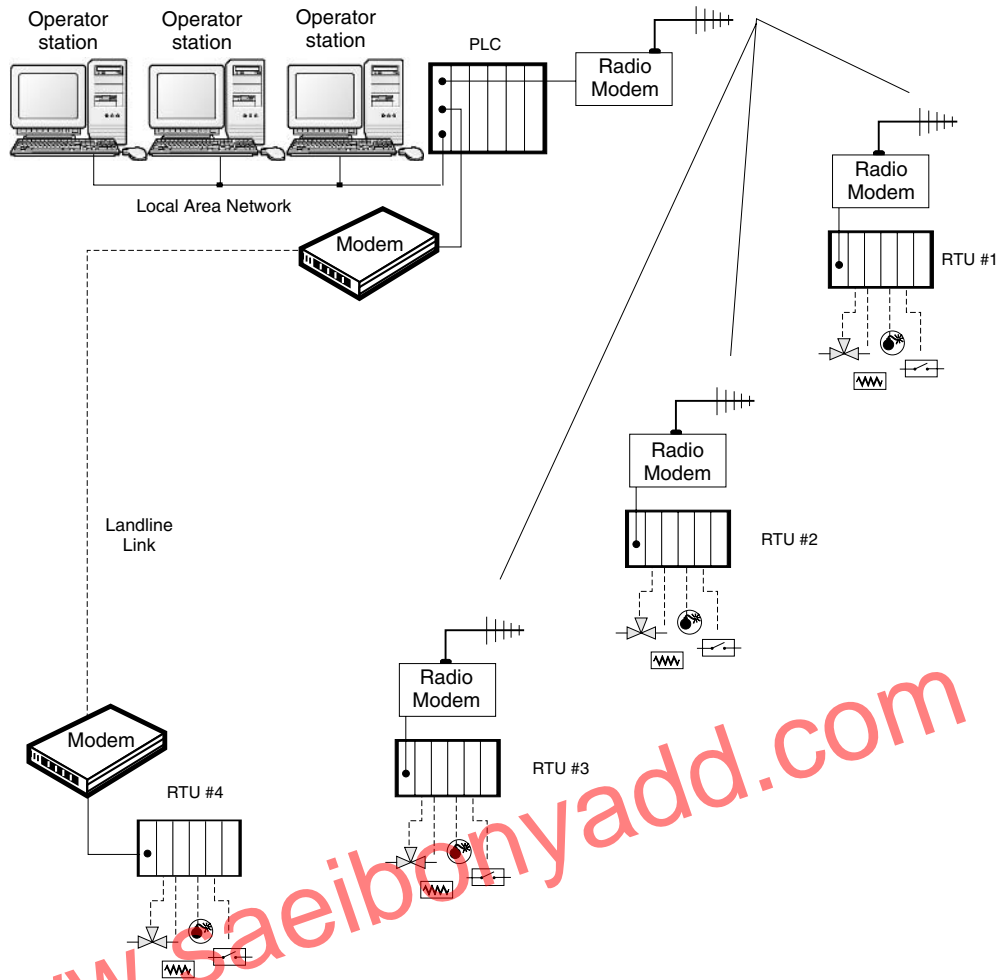 Operator
station
Operator
station
Operator
station
PLC
Radio
Modem
Radio
Modem
Local Area Network
Modem
RTU #1
Radio
Modem
Landline
Link
RTU #2
Radio
Modem
Modem
RTU #3
RTU #4
www.saeibonyadd.com